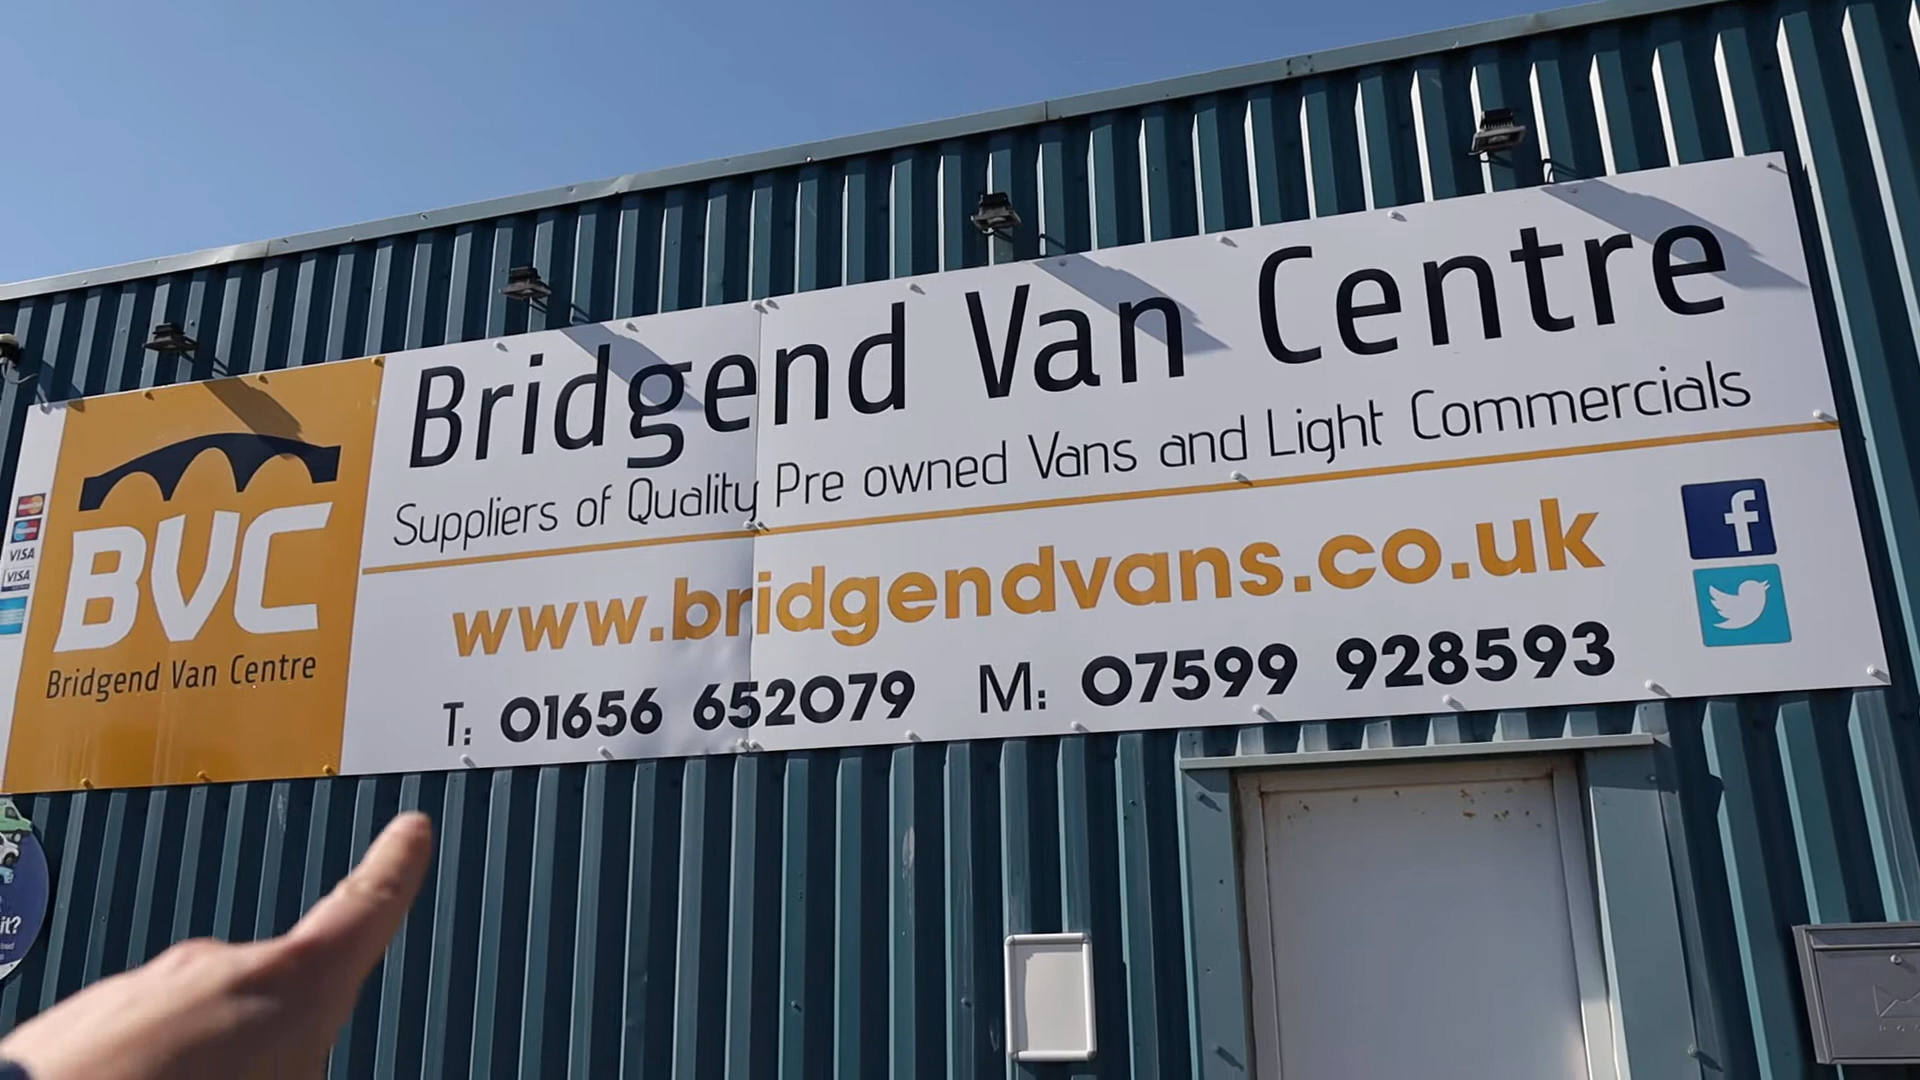 VISA
VISA
BVC
Bridgend Van Centre
Bridgend Van Centre
Suppliers of Quality Pre owned Vans and Light Commercials
www.bridgendvans.co.uk
T: 01656 652079 M: 07599 928593
f
it?